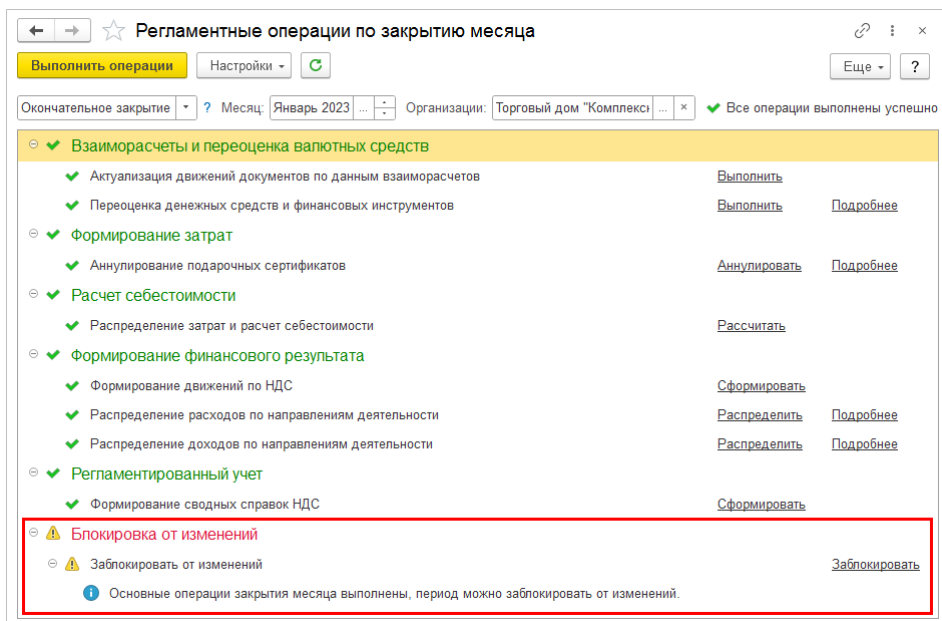 Регламентные операции по закрытию месяца
Выполнить операции Настройки Еще ?
Окончательное закрытие ? Месяц: Январь 2023 ... Организации: Торговый дом "Комплексн ... × Все операции выполнены успешно
Взаиморасчеты и переоценка валютных средств
Актуализация движений документов по данным взаиморасчетов Выполнить
Переоценка денежных средств и финансовых инструментов Выполнить Подробнее
Формирование затрат
Аннулирование подарочных сертификатов Аннулировать Подробнее
Расчет себестоимости
Распределение затрат и расчет себестоимости Рассчитать
Формирование финансового результата
Формирование движений по НДС Сформировать
Распределение расходов по направлениям деятельности Распределить Подробнее
Распределение доходов по направлениям деятельности Распределить Подробнее
Регламентированный учет
Формирование сводных справок НДС Сформировать
Блокировка от изменений
Заблокировать от изменений Заблокировать
Основные операции закрытия месяца выполнены, период можно заблокировать от изменений.